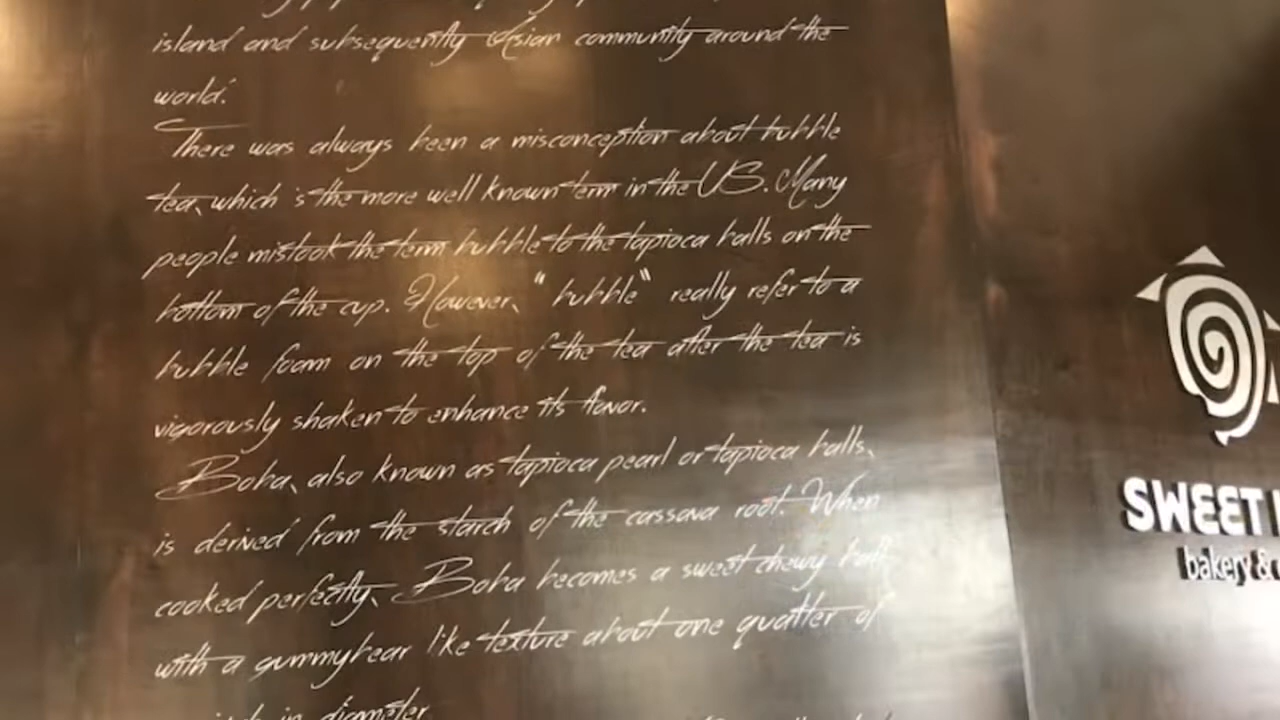 island and subsequently Asian community around the
world.
There was always been a misconception about bubble
tea, which is the more well known term in the US. Many
people mistook the term bubble to the tapioca balls on the
bottom of the cup. However, "bubble" really refer to a
bubble foam on the top of the tea after the tea is
vigorously shaken to enhance its flavor.
Boba, also known as tapioca pearl or tapioca balls,
is derived from the starch of the cassava root. When
cooked perfectly, Boba becomes a sweet chewy ball
with a gummybear like texture about one quatter of
in diameter
SWEET
bakery &